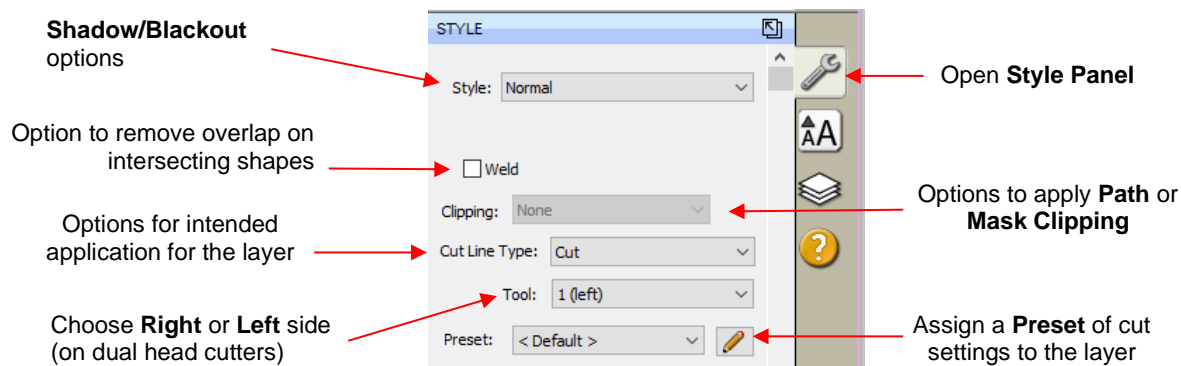 Shadow/Blackout
options
STYLE
Open Style Panel
Style: Normal
AA
Option to remove overlap on
intersecting shapes
Weld
Options to apply Path or
Mask Clipping
Clipping: None
Options for intended
application for the layer
Cut Line Type: Cut
?
Tool: 1 (left)
Choose Right or Left side
(on dual head cutters)
Preset: < Default >
Assign a Preset of cut
settings to the layer